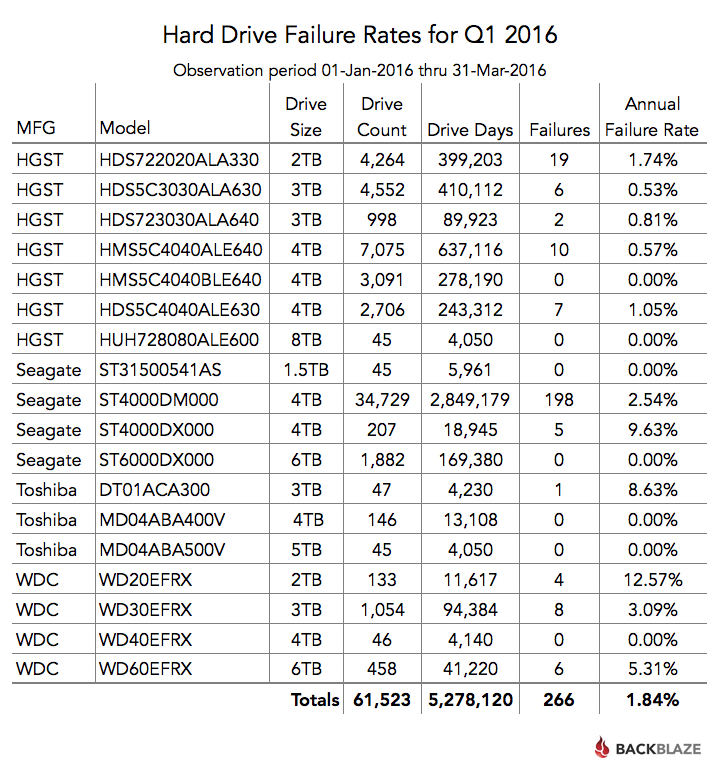 Hard Drive Failure Rates for Q1 2016
Observation period 01-Jan-2016 thru 31-Mar-2016
MFG Model Drive Size Drive Count Drive Days Failures Annual Failure Rate
HGST HDS722020ALA330 2TB 4,264 399,203 19 1.74%
HGST HDS5C3030ALA630 3TB 4,552 410,112 6 0.53%
HGST HDS723030ALA640 3TB 998 89,923 2 0.81%
HGST HMS5C4040ALE640 4TB 7,075 637,116 10 0.57%
HGST HMS5C4040BLE640 4TB 3,091 278,190 0 0.00%
HGST HDS5C4040ALE630 4TB 2,706 243,312 7 1.05%
HGST HUH728080ALE600 8TB 45 4,050 0 0.00%
Seagate ST31500541AS 1.5TB 45 5,961 0 0.00%
Seagate ST4000DM000 4TB 34,729 2,849,179 198 2.54%
Seagate ST4000DX000 4TB 207 18,945 5 9.63%
Seagate ST6000DX000 6TB 1,882 169,380 0 0.00%
Toshiba DT01ACA300 3TB 47 4,230 1 8.63%
Toshiba MD04ABA400V 4TB 146 13,108 0 0.00%
Toshiba MD04ABA500V 5TB 45 4,050 0 0.00%
WDC WD20EFRX 2TB 133 11,617 4 12.57%
WDC WD30EFRX 3TB 1,054 94,384 8 3.09%
WDC WD40EFRX 4TB 46 4,140 0 0.00%
WDC WD60EFRX 6TB 458 41,220 6 5.31%
Totals 61,523 5,278,120 266 1.84%
BACKBLAZE